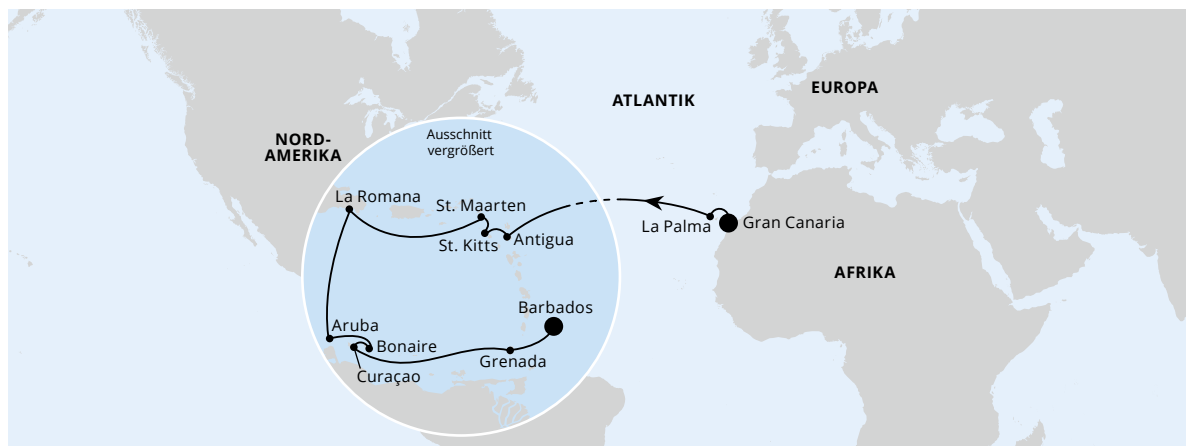 EUROPA
ATLANTIK
Ausschnitt
vergrößert
NORD-
AMERIKA
La Romana
St. Maarten
St. Kitts
Antigua
La Palma
Gran Canaria
AFRIKA
Barbados
Aruba
Bonaire
Grenada
Curaçao